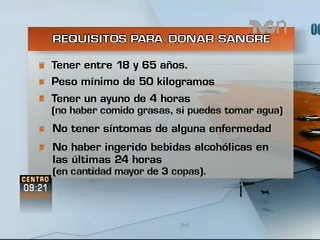 REQUISITOS PARA DONAR SANGRE
Tener entre 18 y 65 años.
Peso mínimo de 50 kilogramos
Tener un ayuno de 4 horas
(no haber comido grasas, si puedes tomar agua)
No tener síntomas de alguna enfermedad
No haber ingerido bebidas alcohólicas en
las últimas 24 horas
(en cantidad mayor de 3 copas).
CENTRO
09:21